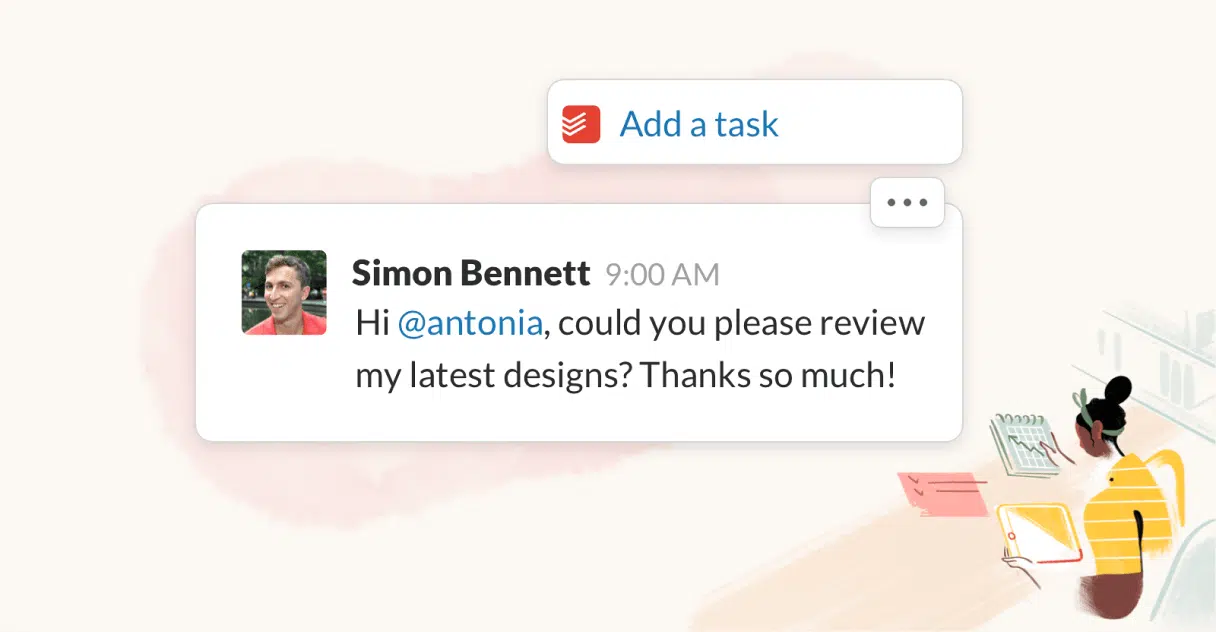 Add a task
Simon Bennett 9:00 AM
Hi @antonia, could you please review
my latest designs? Thanks so much!